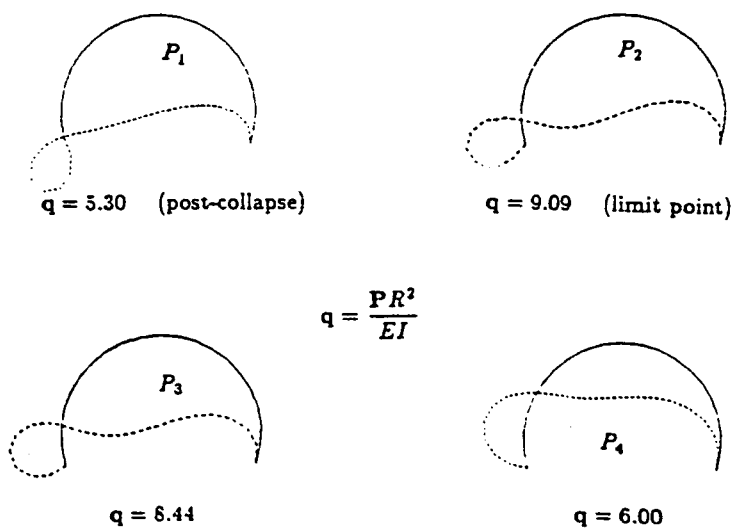 P₁
P₂
q = 5.30 (post-collapse)
q = 9.09 (limit point)
q = PR²/EI
P₃
P₄
q = 8.44
q = 6.00